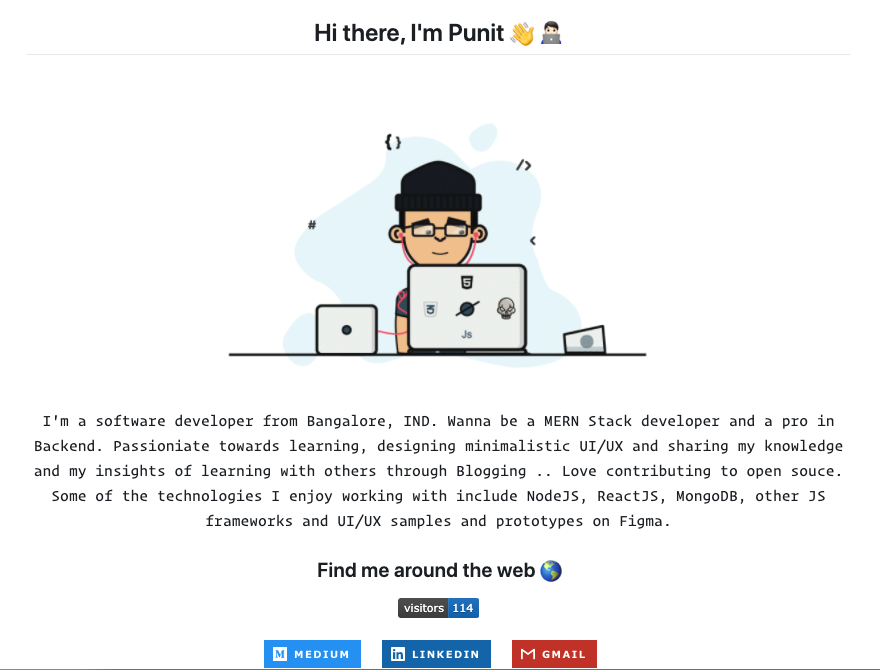 Hi there, I'm Punit 👋 👨🏻‍💻
{ }
/>
#
<
3
5
Js
I'm a software developer from Bangalore, IND. Wanna be a MERN Stack developer and a pro in
Backend. Passioniate towards learning, designing minimalistic UI/UX and sharing my knowledge
and my insights of learning with others through Blogging .. Love contributing to open souce.
Some of the technologies I enjoy working with include NodeJS, ReactJS, MongoDB, other JS
frameworks and UI/UX samples and prototypes on Figma.
Find me around the web 🌎
visitors 114
M MEDIUM in LINKEDIN M GMAIL